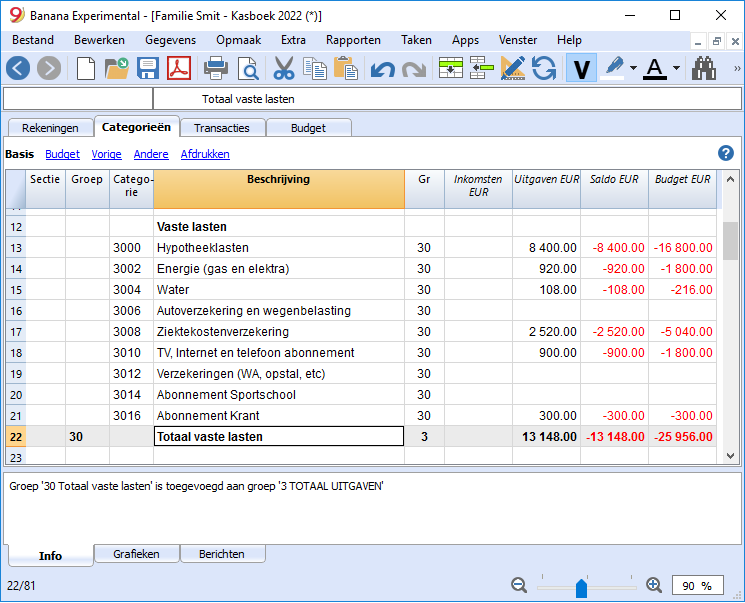 Banana Experimental - [Familie Smit - Kasboek 2022 (*)]
Bestand Bewerken Gegevens Opmaak Extra Rapporten Taken Apps Venster Help
V A »
Totaal vaste lasten
Rekeningen Categorieën Transacties Budget
Basis Budget Vorige Andere Afdrukken ?
Sectie Groep Catego- Beschrijving Gr Inkomsten Uitgaven EUR Saldo EUR Budget EUR
rie EUR
12 Vaste lasten
13 3000 Hypotheeklasten 30 8 400.00 -8 400.00 -16 800.00
14 3002 Energie (gas en elektra) 30 920.00 -920.00 -1 800.00
15 3004 Water 30 108.00 -108.00 -216.00
16 3006 Autoverzekering en wegenbelasting 30
17 3008 Ziektekostenverzekering 30 2 520.00 -2 520.00 -5 040.00
18 3010 TV, Internet en telefoon abonnement 30 900.00 -900.00 -1 800.00
19 3012 Verzekeringen (WA, opstal, etc) 30
20 3014 Abonnement Sportschool 30
21 3016 Abonnement Krant 30 300.00 -300.00 -300.00
22 30 Totaal vaste lasten 3 13 148.00 -13 148.00 -25 956.00
23
Groep '30 Totaal vaste lasten' is toegevoegd aan groep '3 TOTAAL UITGAVEN'
Info Grafieken Berichten
22/81 90 %